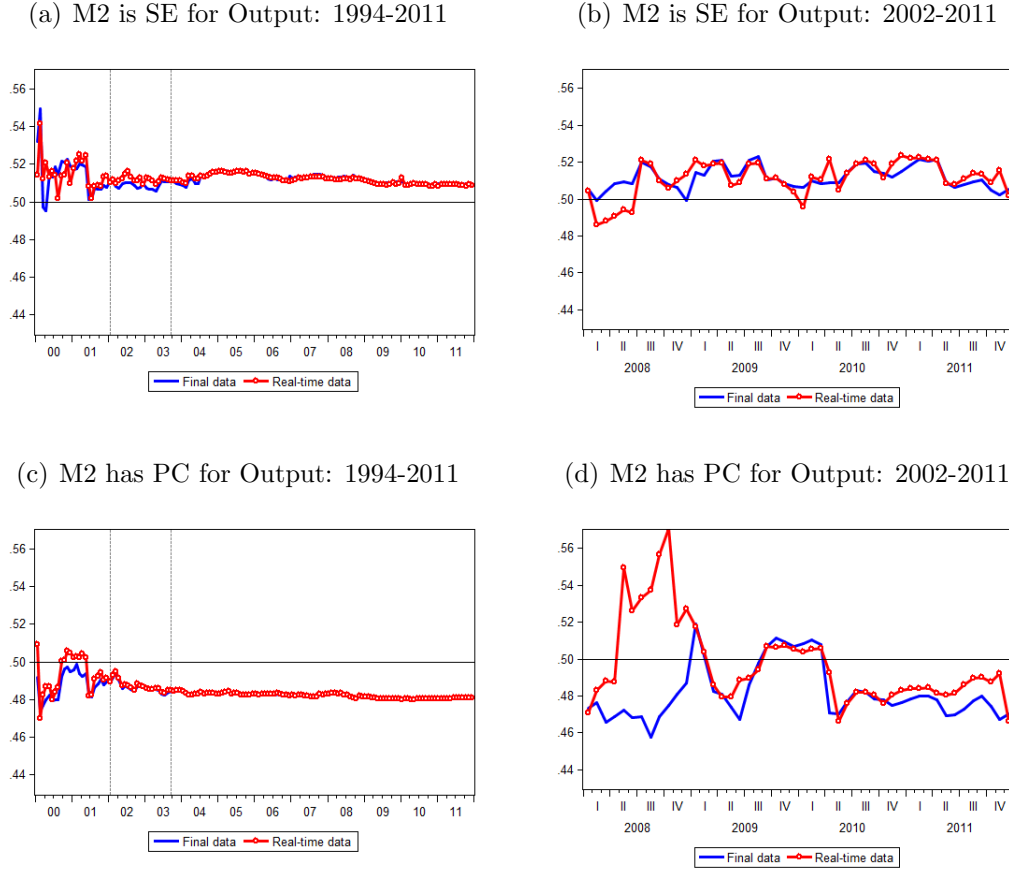 (a) M2 is SE for Output: 1994-2011
.56
.54
.52
.50
.48
.46
.44
00 01 02 03 04 05 06 07 08 09 10 11
Final data Real-time data
(b) M2 is SE for Output: 2002-2011
.56
.54
.52
.50
.48
.46
.44
I II III IV I II III IV I II III IV I II III IV
2008 2009 2010 2011
Final data Real-time data
(c) M2 has PC for Output: 1994-2011
.56
.54
.52
.50
.48
.46
.44
00 01 02 03 04 05 06 07 08 09 10 11
Final data Real-time data
(d) M2 has PC for Output: 2002-2011
.56
.54
.52
.50
.48
.46
.44
I II III IV I II III IV I II III IV I II III IV
2008 2009 2010 2011
Final data Real-time data